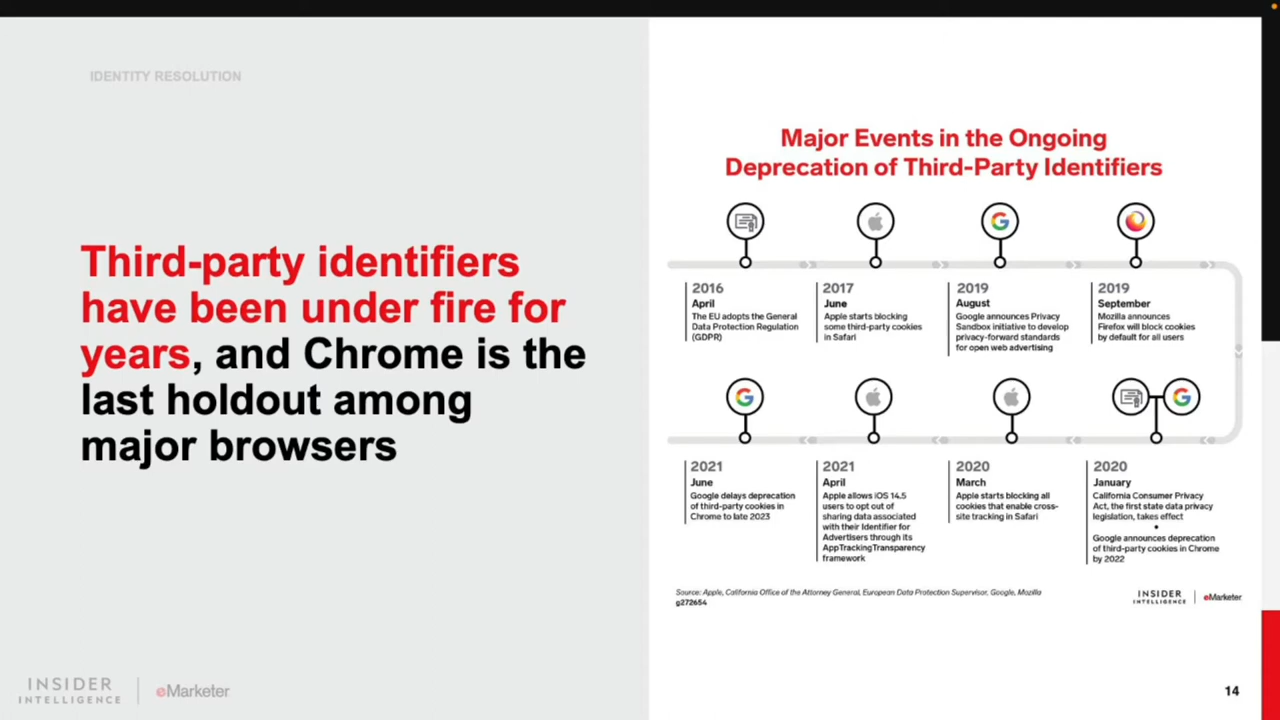 IDENTITY RESOLUTION
Third-party identifiers
have been under fire for
years, and Chrome is the
last holdout among
major browsers
Major Events in the Ongoing
Deprecation of Third-Party Identifiers
2016
April
The EU adopts the General
Data Protection Regulation
(GDPR)
2017
June
Apple starts blocking
some third-party cookies
in Safari
2019
August
Google announces Privacy
Sandbox initiative to develop
privacy-forward standards
for open web advertising
2019
September
Mozilla announces
Firefox will block cookies
by default for all users
2021
June
Google delays deprecation
of third-party cookies in
Chrome to late 2023
2021
April
Apple allows iOS 14.5
users to opt out of
sharing data associated
with their Identifier for
Advertisers through its
AppTrackingTransparency
framework
2020
March
Apple starts blocking all
cookies that enable cross-
site tracking in Safari
2020
January
California Consumer Privacy
Act, the first state data privacy
legislation, takes effect
•
Google announces deprecation
of third-party cookies in Chrome
by 2022
Source: Apple, California Office of the Attorney General, European Data Protection Supervisor, Google, Mozilla
g272654
INSIDER
INTELLIGENCE
eMarketer
INSIDER
INTELLIGENCE
eMarketer
14